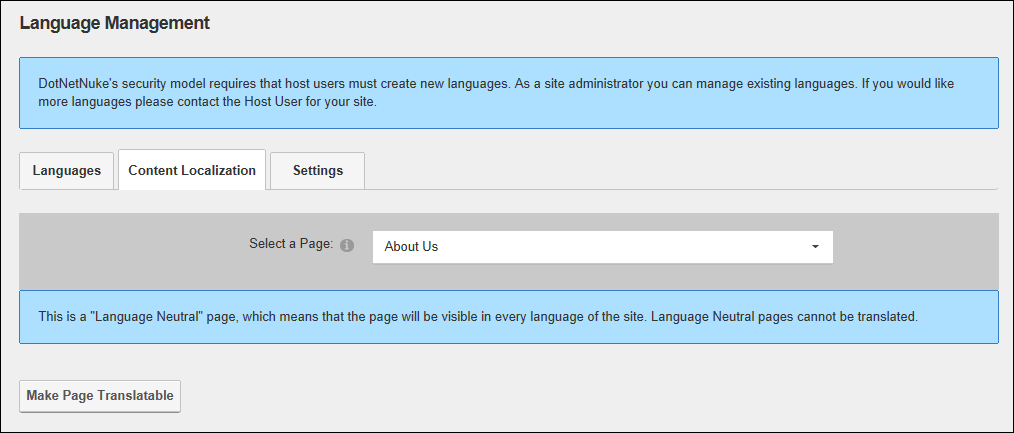 Language Management
DotNetNuke's security model requires that host users must create new languages. As a site administrator you can manage existing languages. If you would like
more languages please contact the Host User for your site.
Languages
Content Localization
Settings
Select a Page:
About Us
This is a "Language Neutral" page, which means that the page will be visible in every language of the site. Language Neutral pages cannot be translated.
Make Page Translatable